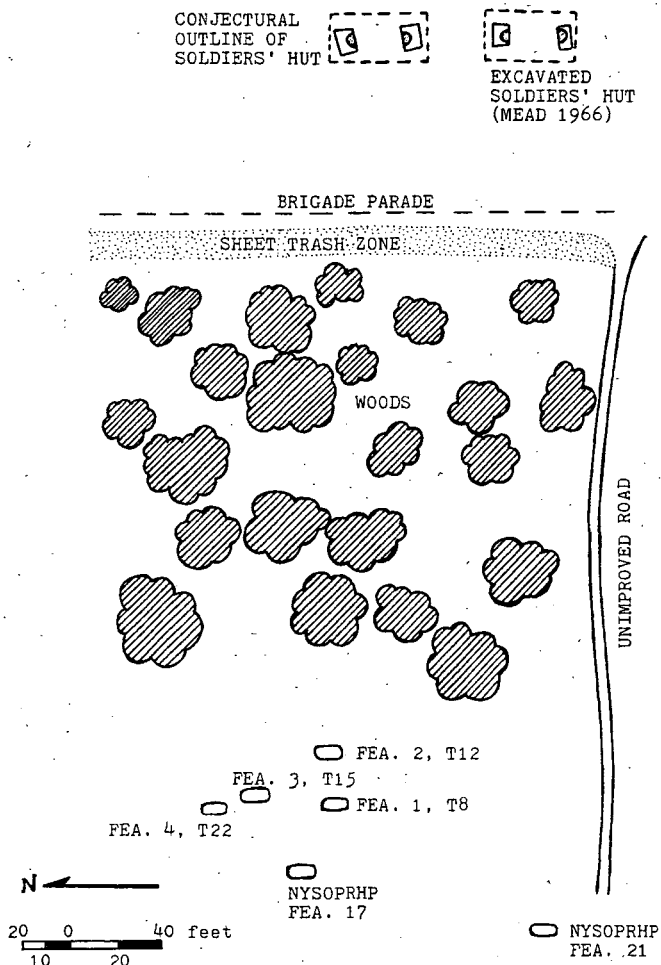 CONJECTURAL
OUTLINE OF
SOLDIERS' HUT
EXCAVATED
SOLDIERS' HUT
(MEAD 1966)
BRIGADE PARADE
SHEET TRASH ZONE
WOODS
UNIMPROVED ROAD
FEA. 2, T12
FEA. 3, T15
FEA. 1, T8
FEA. 4, T22
N
NYSOPRHP
FEA. 17
20 0 40 feet
10 20
NYSOPRHP
FEA. 21